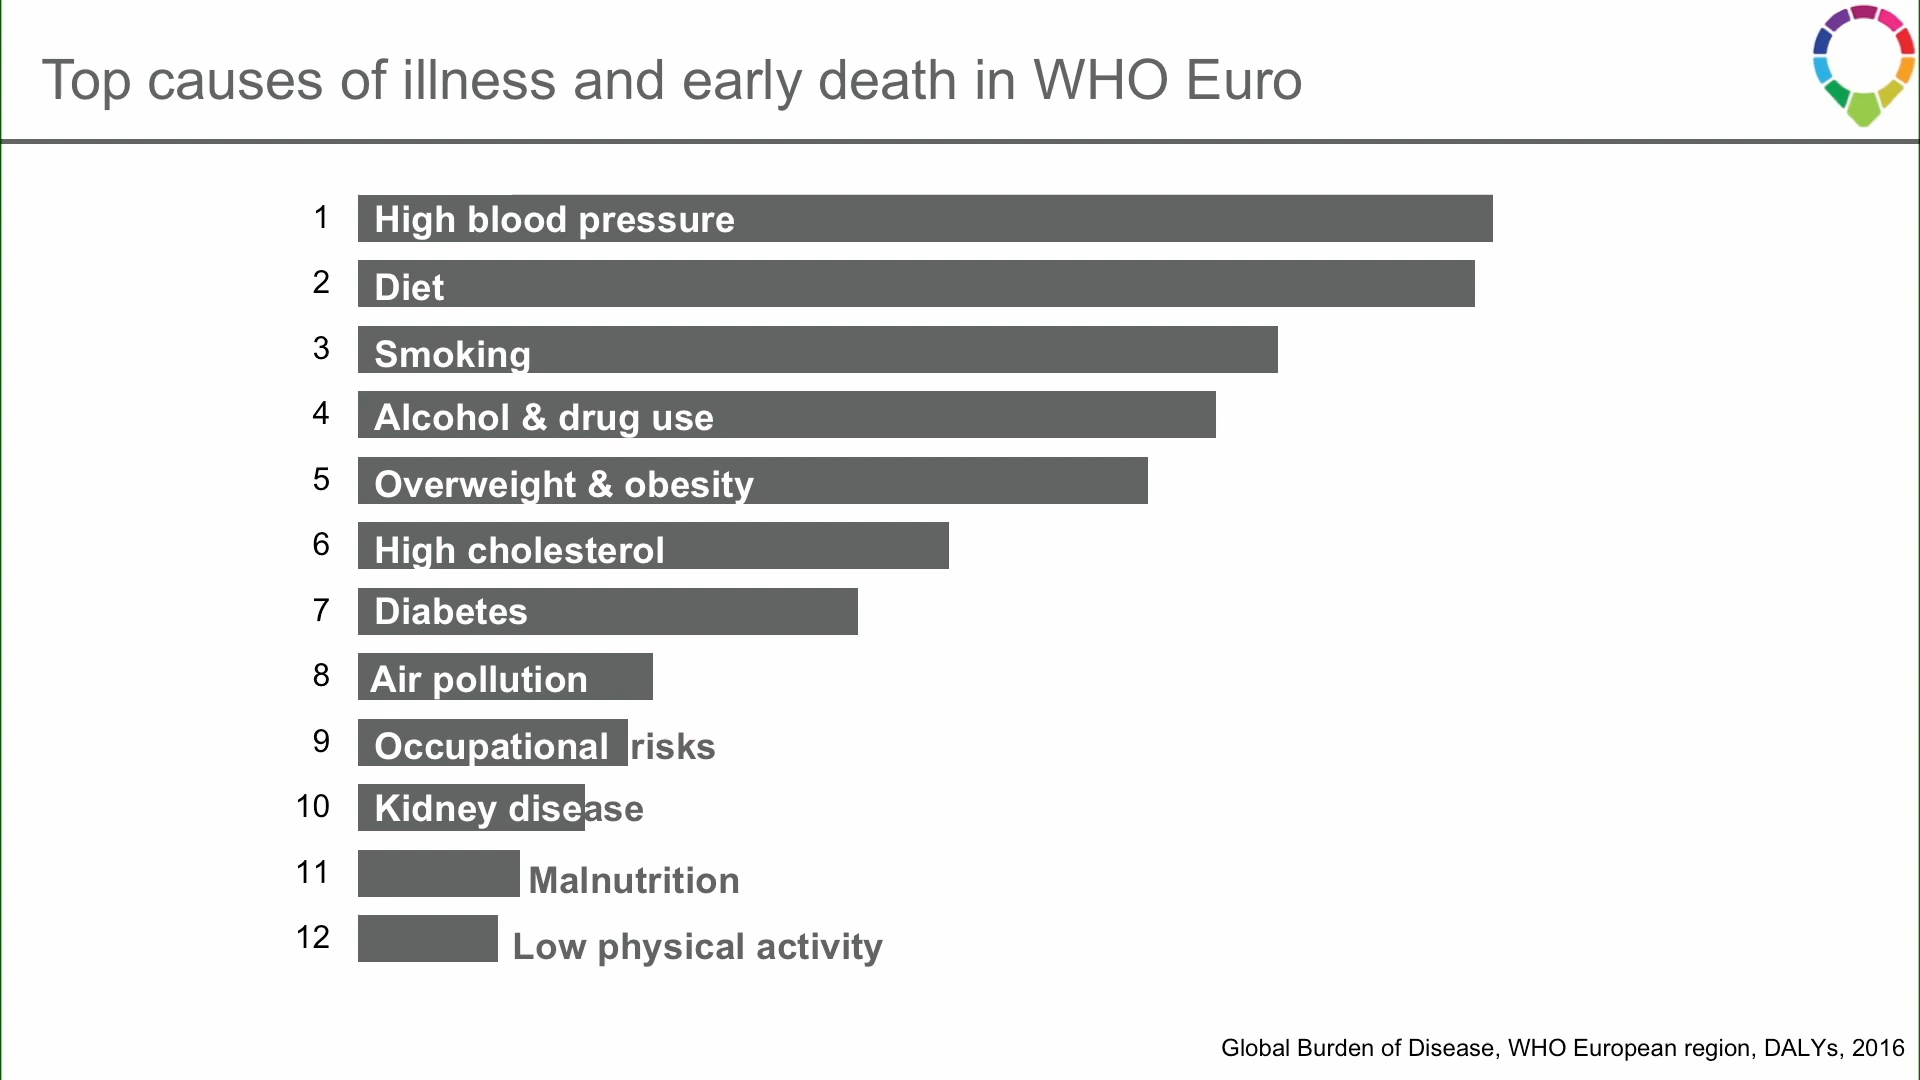 Top causes of illness and early death in WHO Euro
1 High blood pressure
2 Diet
3 Smoking
4 Alcohol & drug use
5 Overweight & obesity
6 High cholesterol
7 Diabetes
8 Air pollution
9 Occupational risks
10 Kidney disease
11 Malnutrition
12 Low physical activity
Global Burden of Disease, WHO European region, DALYs, 2016